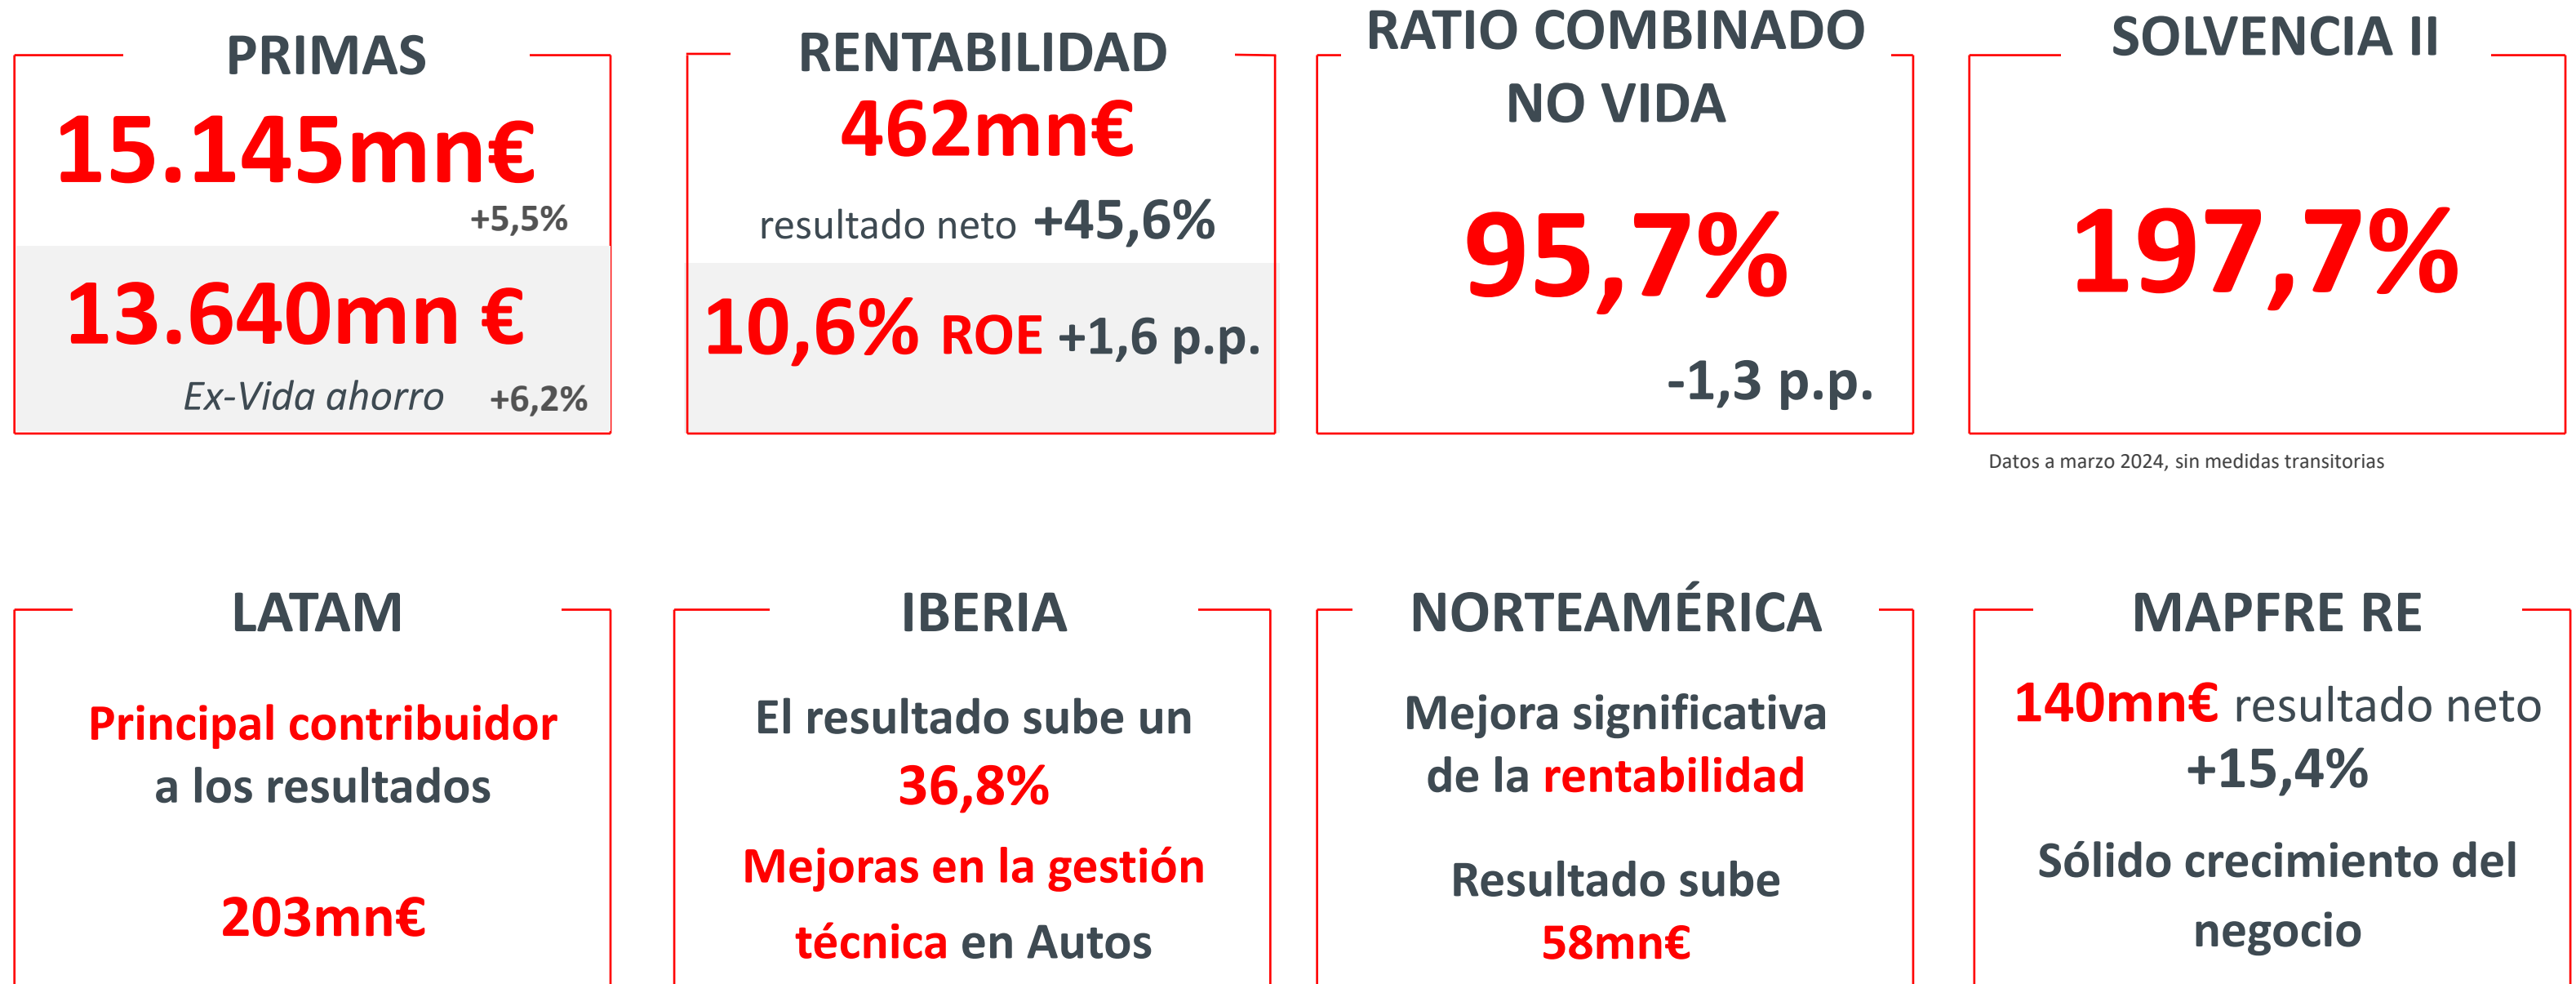 PRIMAS
15.145mn€
+5,5%
13.640mn €
Ex-Vida ahorro +6,2%
RENTABILIDAD
462mn€
resultado neto +45,6%
10,6% ROE +1,6 p.p.
RATIO COMBINADO
NO VIDA
95,7%
-1,3 p.p.
SOLVENCIA II
197,7%
Datos a marzo 2024, sin medidas transitorias
LATAM
Principal contribuidor
a los resultados
203mn€
IBERIA
El resultado sube un
36,8%
Mejoras en la gestión
técnica en Autos
NORTEAMÉRICA
Mejora significativa
de la rentabilidad
Resultado sube
58mn€
MAPFRE RE
140mn€ resultado neto
+15,4%
Sólido crecimiento del
negocio